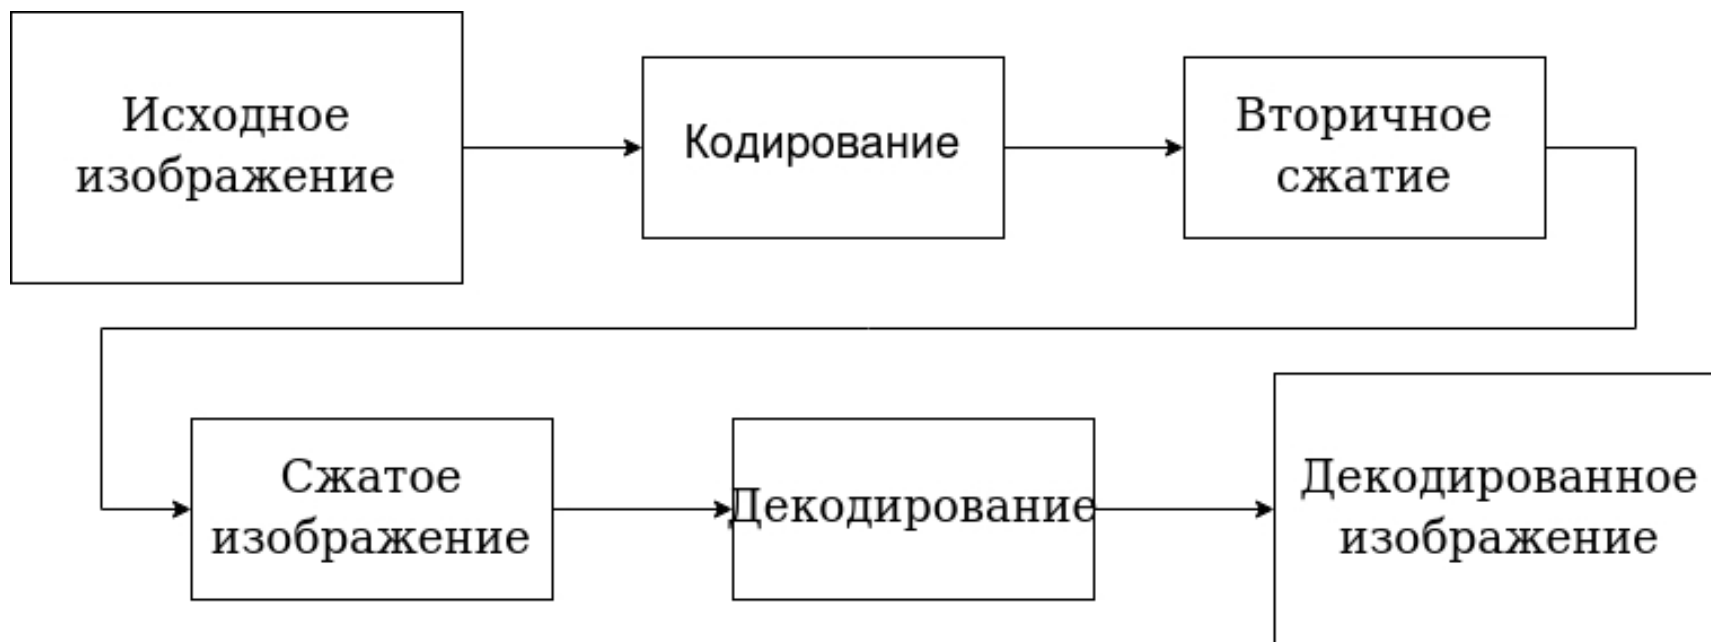 Исходное
изображение
Кодирование
Вторичное
сжатие
Сжатое
изображение
Декодирование
Декодированное
изображение